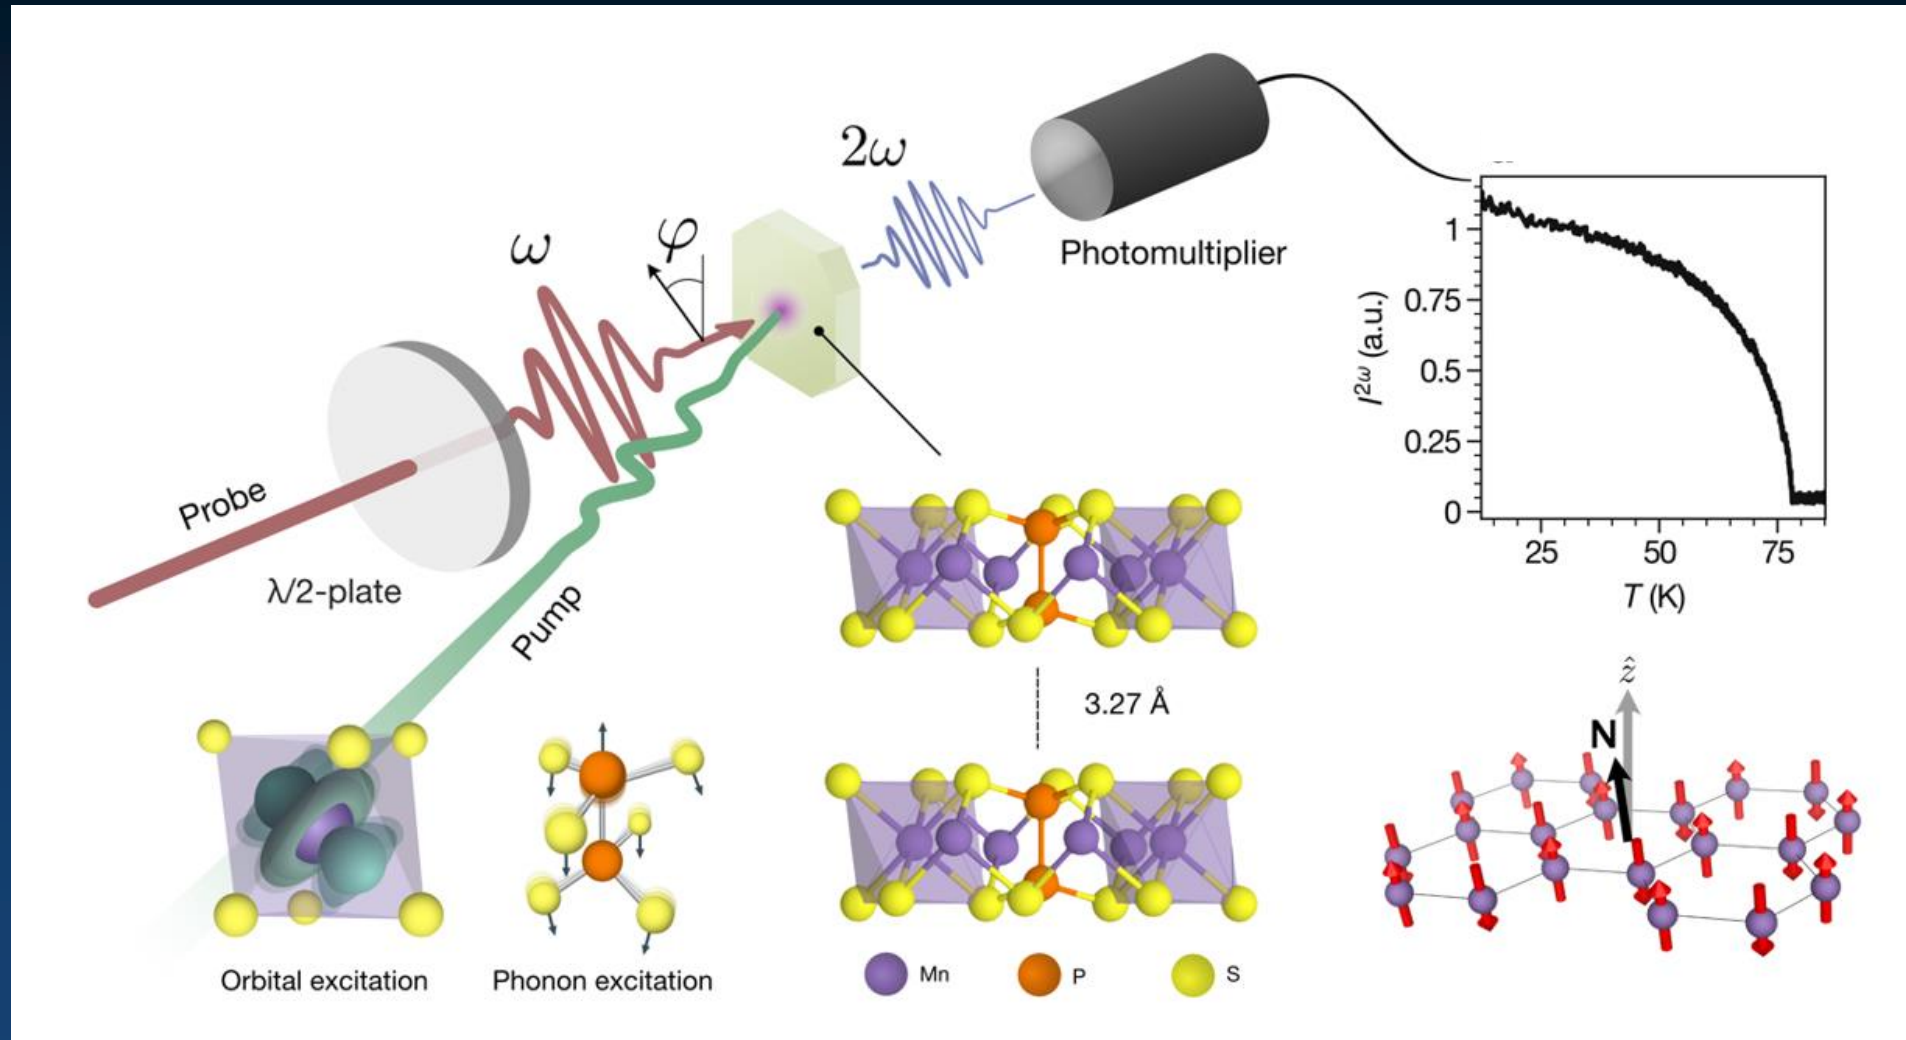 2ω
ω
φ
Photomultiplier
Probe
λ/2-plate
Pump
I²ω (a.u.)
1
0.75
0.5
0.25
0
25 50 75
T (K)
3.27 Å
ẑ
N
Orbital excitation
Phonon excitation
Mn P S